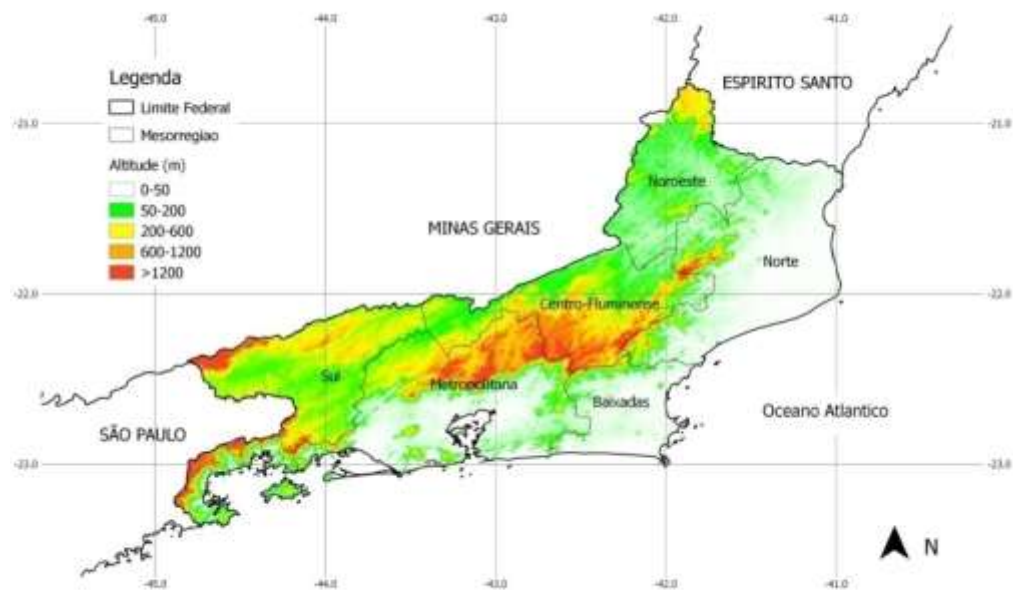 -45.0 -44.0 -43.0 -42.0 -41.0
Legenda
Limite Federal
Mesorregiao
Altitude (m)
0-50
50-200
200-600
600-1200
>1200
ESPIRITO SANTO
-21.0 -21.0
Noroeste
MINAS GERAIS
Norte
-22.0 -22.0
Centro-Fluminense
Sul
Metropolitana
Baixadas
Oceano Atlantico
SÃO PAULO
-23.0 -23.0
N
-45.0 -44.0 -43.0 -42.0 -41.0